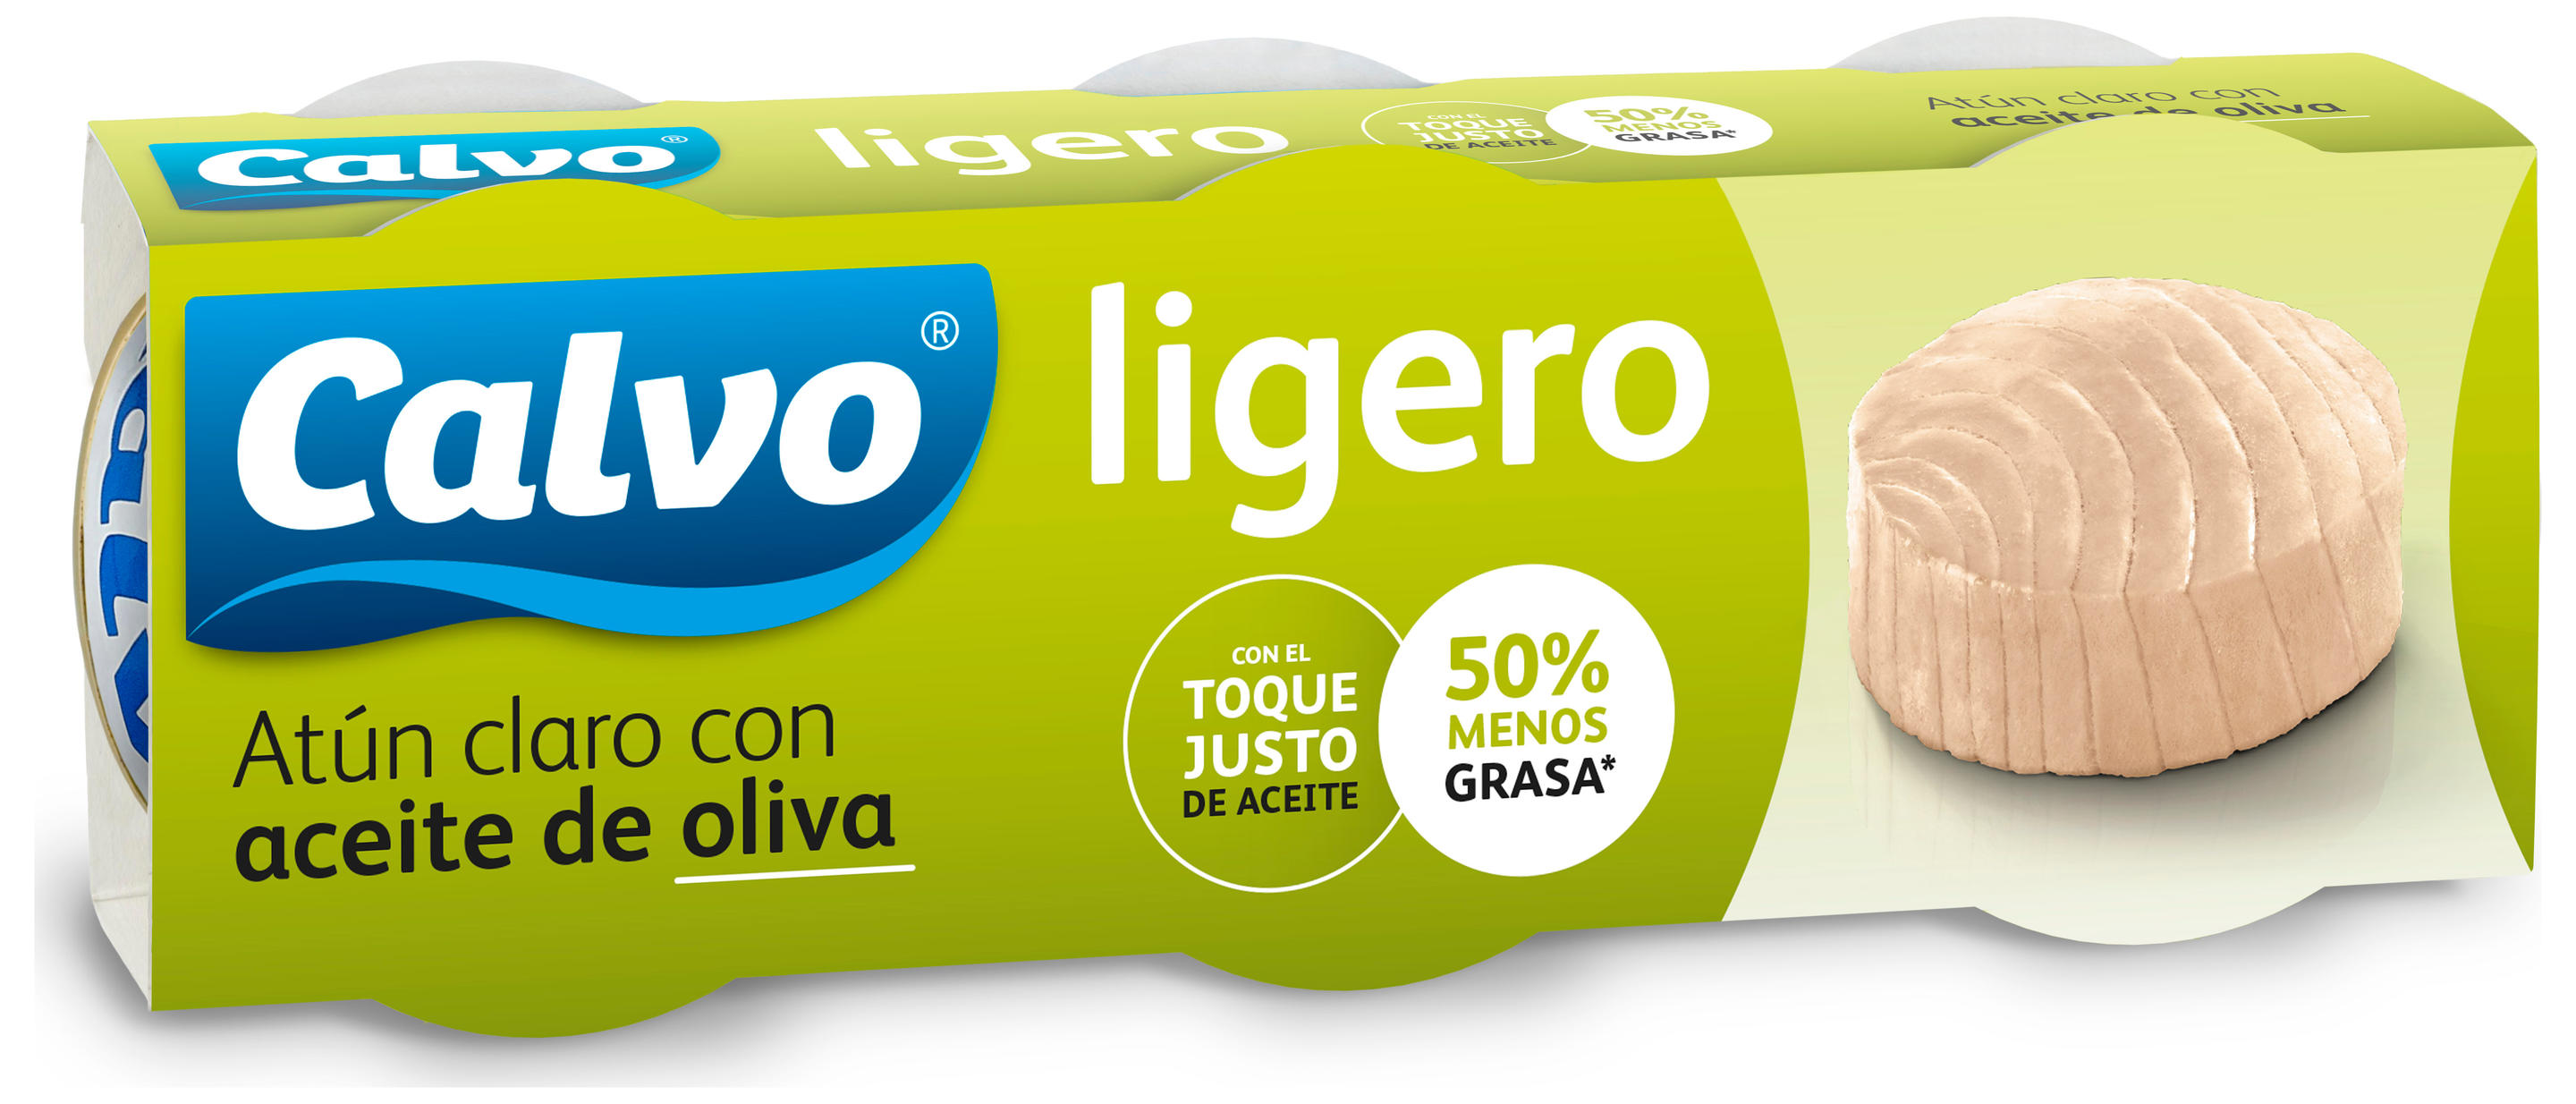 Calvo®
ligero
CON EL
TOQUE
JUSTO
DE ACEITE
50%
MENOS
GRASA*
Atún claro con
aceite de oliva
Calvo®
ligero
CON EL
TOQUE
JUSTO
DE ACEITE
50%
MENOS
GRASA*
Atún claro con
aceite de oliva